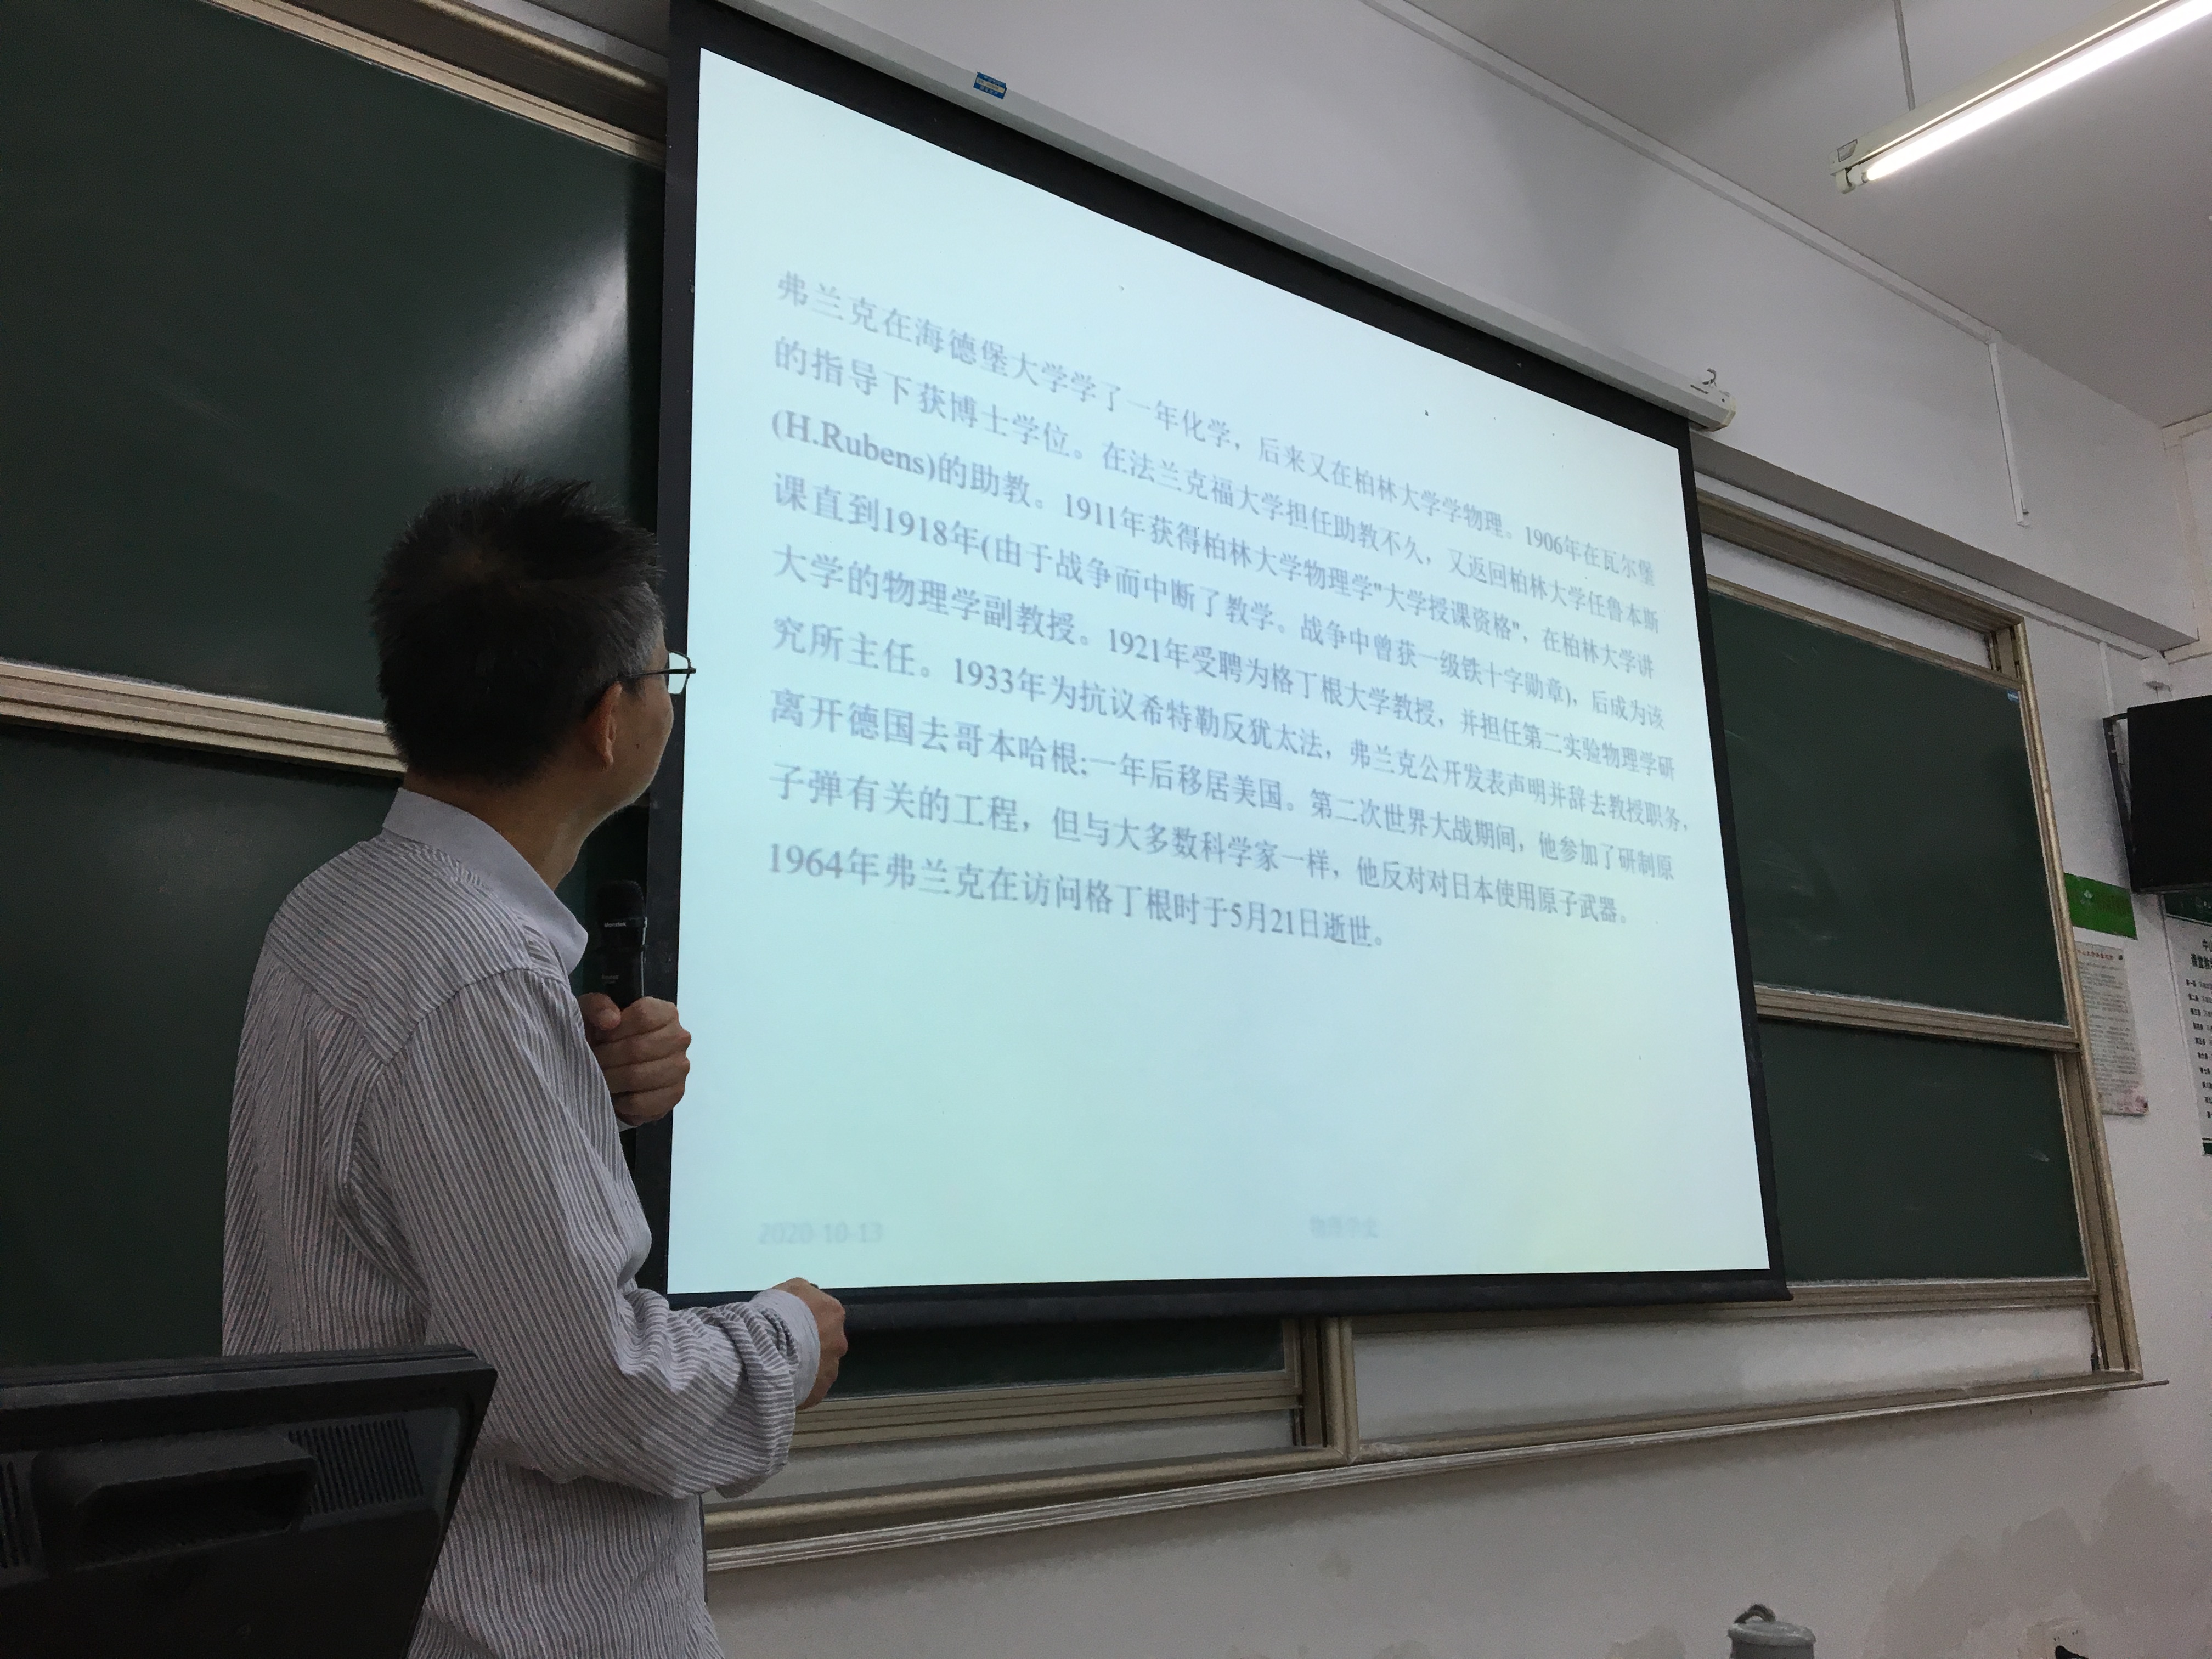 弗兰克在海德堡大学学了一年化学，后来又在柏林大学学物理。1906年在瓦尔堡
的指导下获博士学位。在法兰克福大学担任助教不久，又返回柏林大学任鲁本斯
(H.Rubens)的助教。1911年获得柏林大学物理学"大学授课资格"，在柏林大学讲
课直到1918年(由于战争而中断了教学。战争中曾获一级铁十字勋章)，后成为该
大学的物理学副教授。1921年受聘为格丁根大学教授，并担任第二实验物理学研
究所主任。1933年为抗议希特勒反犹太法，弗兰克公开发表声明并辞去教授职务，
离开德国去哥本哈根;一年后移居美国。第二次世界大战期间，他参加了研制原
子弹有关的工程，但与大多数科学家一样，他反对对日本使用原子武器。
1964年弗兰克在访问格丁根时于5月21日逝世。
2020-10-13
物理学史